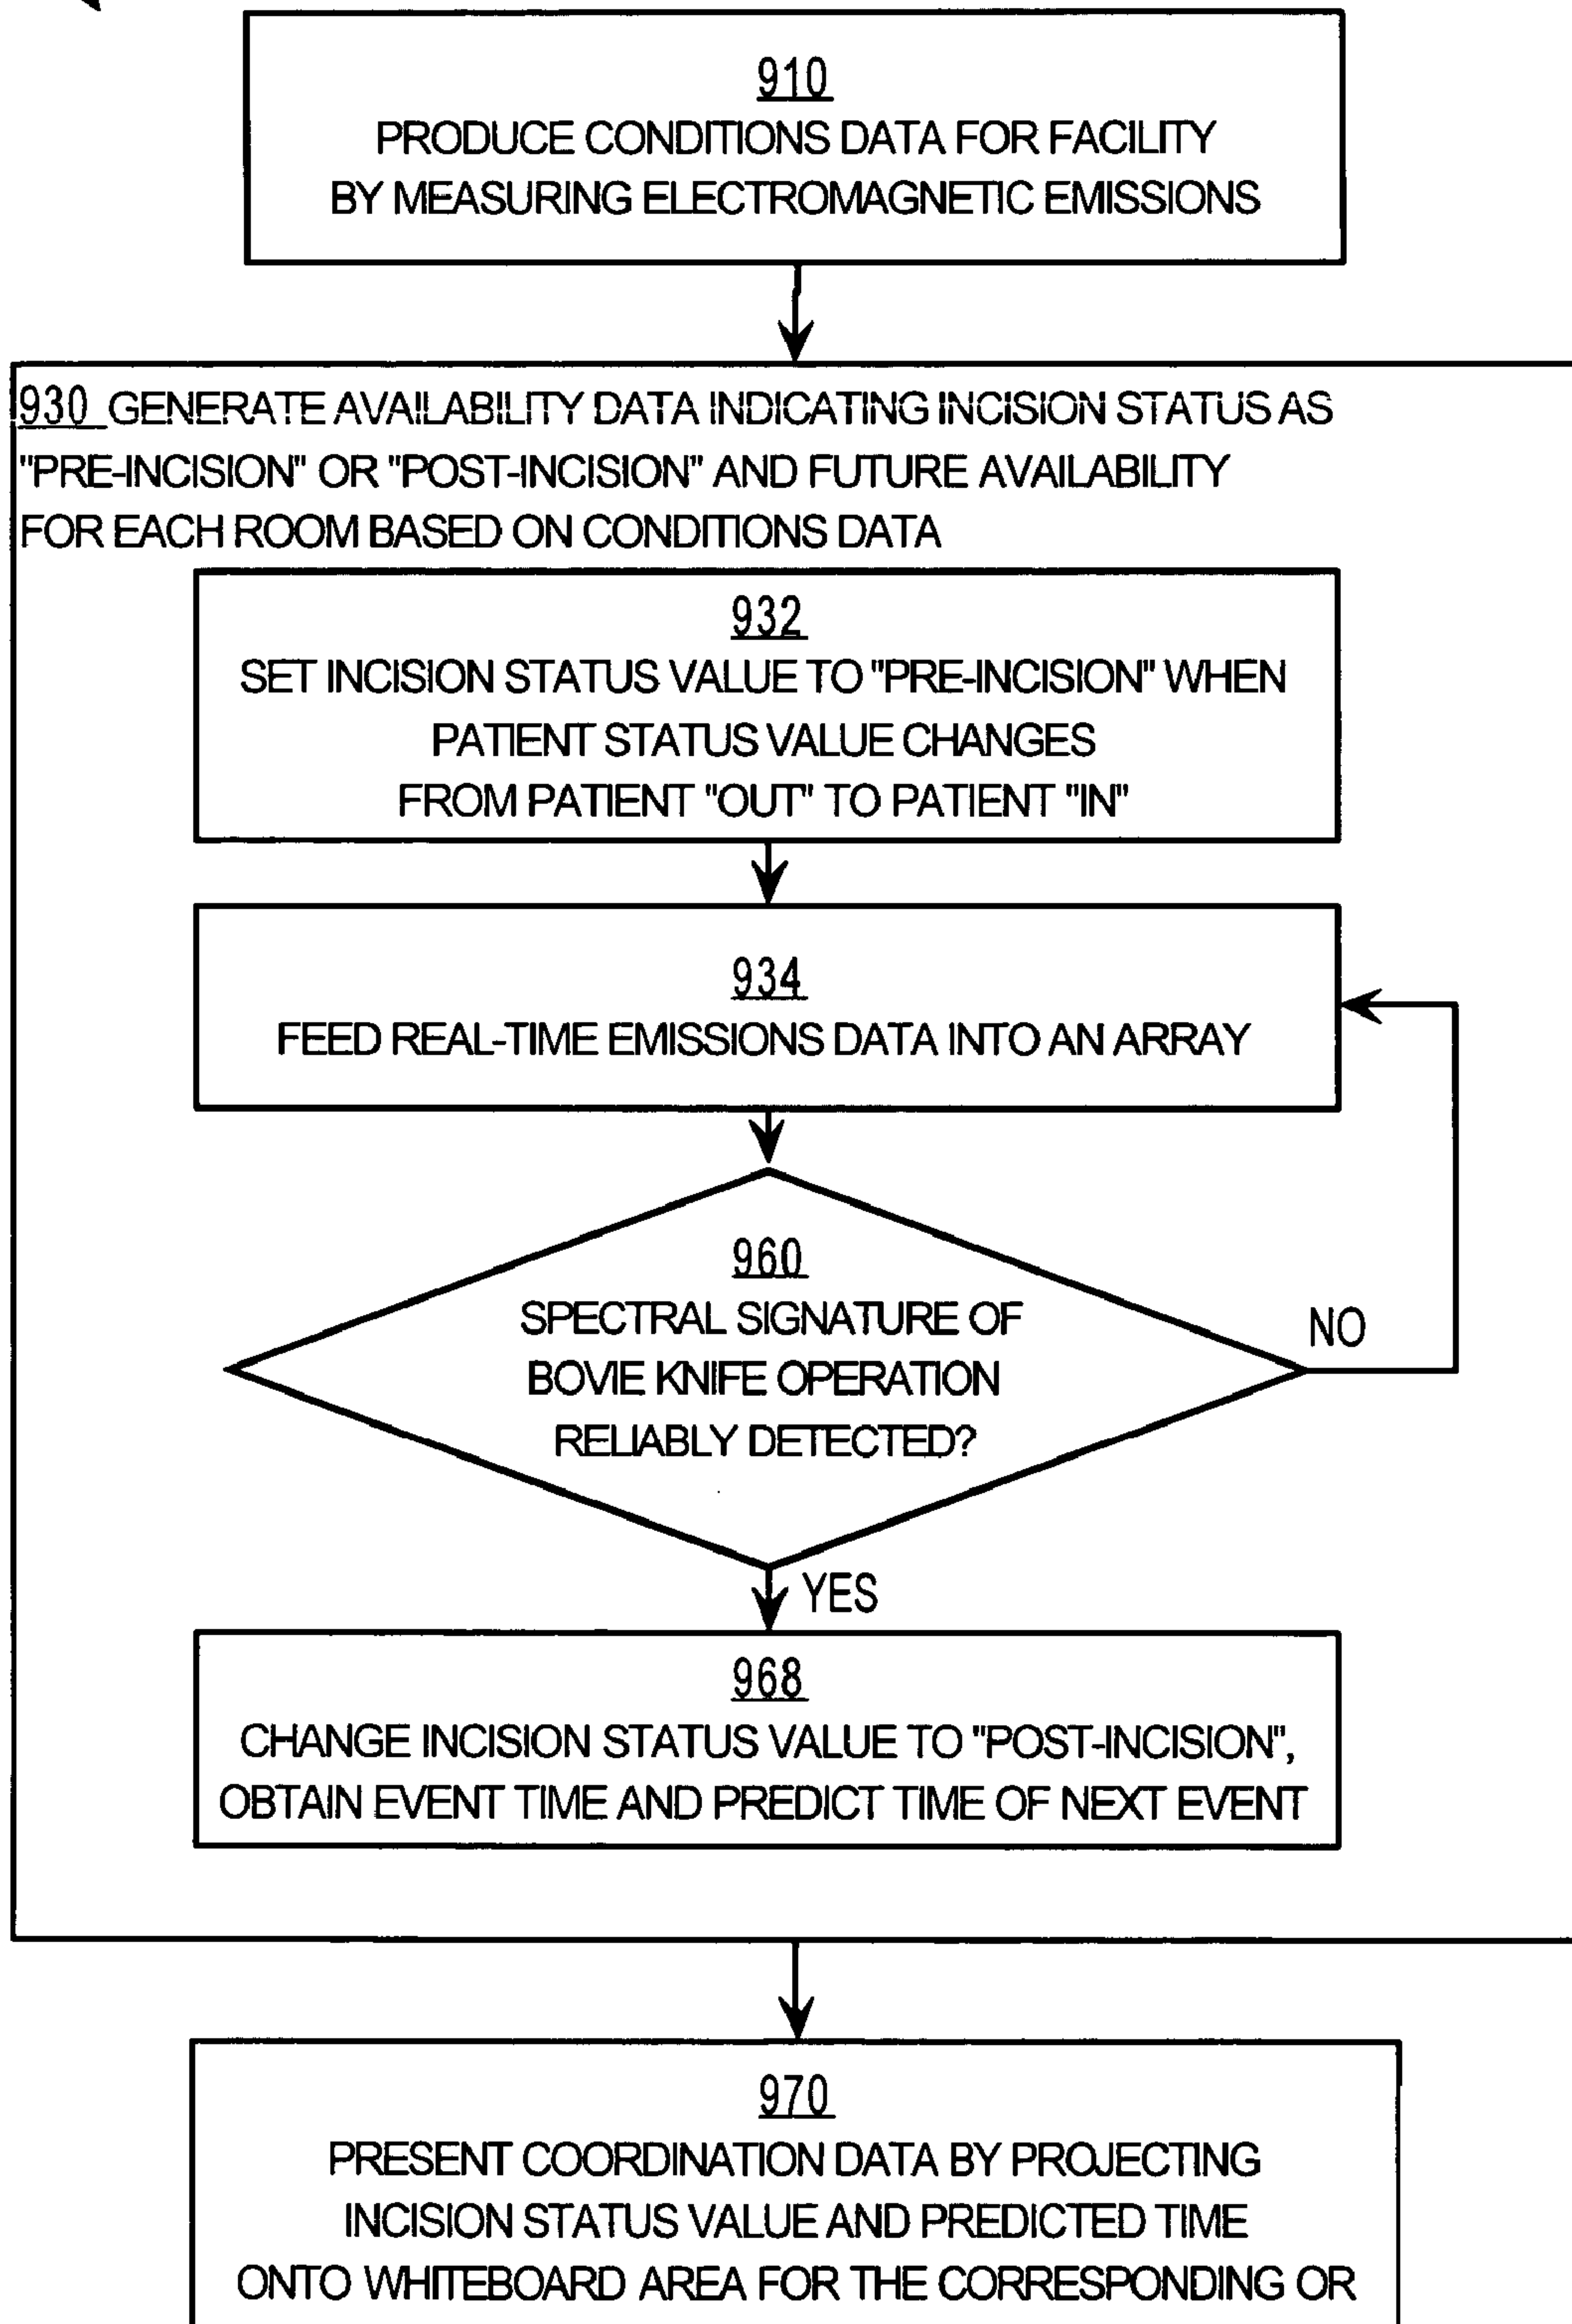 910
PRODUCE CONDITIONS DATA FOR FACILITY
BY MEASURING ELECTROMAGNETIC EMISSIONS
930 GENERATE AVAILABILITY DATA INDICATING INCISION STATUS AS
"PRE-INCISION" OR "POST-INCISION" AND FUTURE AVAILABILITY
FOR EACH ROOM BASED ON CONDITIONS DATA
932
SET INCISION STATUS VALUE TO "PRE-INCISION" WHEN
PATIENT STATUS VALUE CHANGES
FROM PATIENT "OUT" TO PATIENT "IN"
934
FEED REAL-TIME EMISSIONS DATA INTO AN ARRAY
960
SPECTRAL SIGNATURE OF
BOVIE KNIFE OPERATION
RELIABLY DETECTED?
NO
YES
968
CHANGE INCISION STATUS VALUE TO "POST-INCISION",
OBTAIN EVENT TIME AND PREDICT TIME OF NEXT EVENT
970
PRESENT COORDINATION DATA BY PROJECTING
INCISION STATUS VALUE AND PREDICTED TIME
ONTO WHITEBOARD AREA FOR THE CORRESPONDING OR